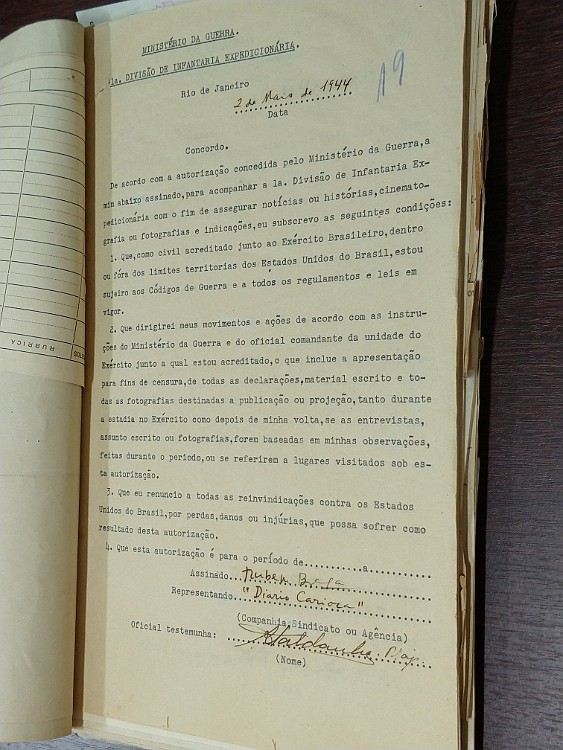 MINISTÉRIO DA GUERRA.
1a. DIVISÃO DE INFANTARIA EXPEDICIONÁRIA.
19
Rio de Janeiro
2 de Maio de 1944
Data
Concordo.
De acordo com a autorização concedida pelo Ministério da Guerra,a
mim abaixo assinado,para acompanhar a 1a. Divisão de Infantaria Ex-
pedicionária com o fim de assegurar notícias ou histórias,cinemato-
grafia ou fotografias e indicações,eu subscrevo as seguintes condições:
1. Que,como civil acreditado junto ao Exército Brasileiro,dentro
ou fóra dos limites territorias dos Estados Unidos do Brasil,estou
sujeiro aos Códigos de Guerra e a todos os regulamentos e leis em
vigor.
2. Que dirigirei meus movimentos e ações de acordo com as instru-
ções do Ministério da Guerra e do oficial comandante da unidade do
Exército junto a qual estou acreditado,o que inclue a apresentação
para fins de censura,de todas as declarações,material escrito e to-
das as fotografias destinadas a publicação ou projeção,tanto durante
a estadia no Exército como depois de minha volta,se as entrevistas,
assunto escrito ou fotografias,forem baseadas em minhas observações,
feitas durante o período,ou se referirem a lugares visitados sob es-
ta autorização.
3. Que eu renuncio a todas as reinvindicações contra os Estados
Unidos do Brasil,por perdas,danos ou injúrias,que possa sofrer como
resultado desta autorização.
4. Que esta autorização é para o período de..........a..........
Assinado...Rubem Braga
Representando..."Diario Carioca"
(Companhia,Sindicato ou Agência)
Oficial testemunha:
(Nome)
RUBRICA